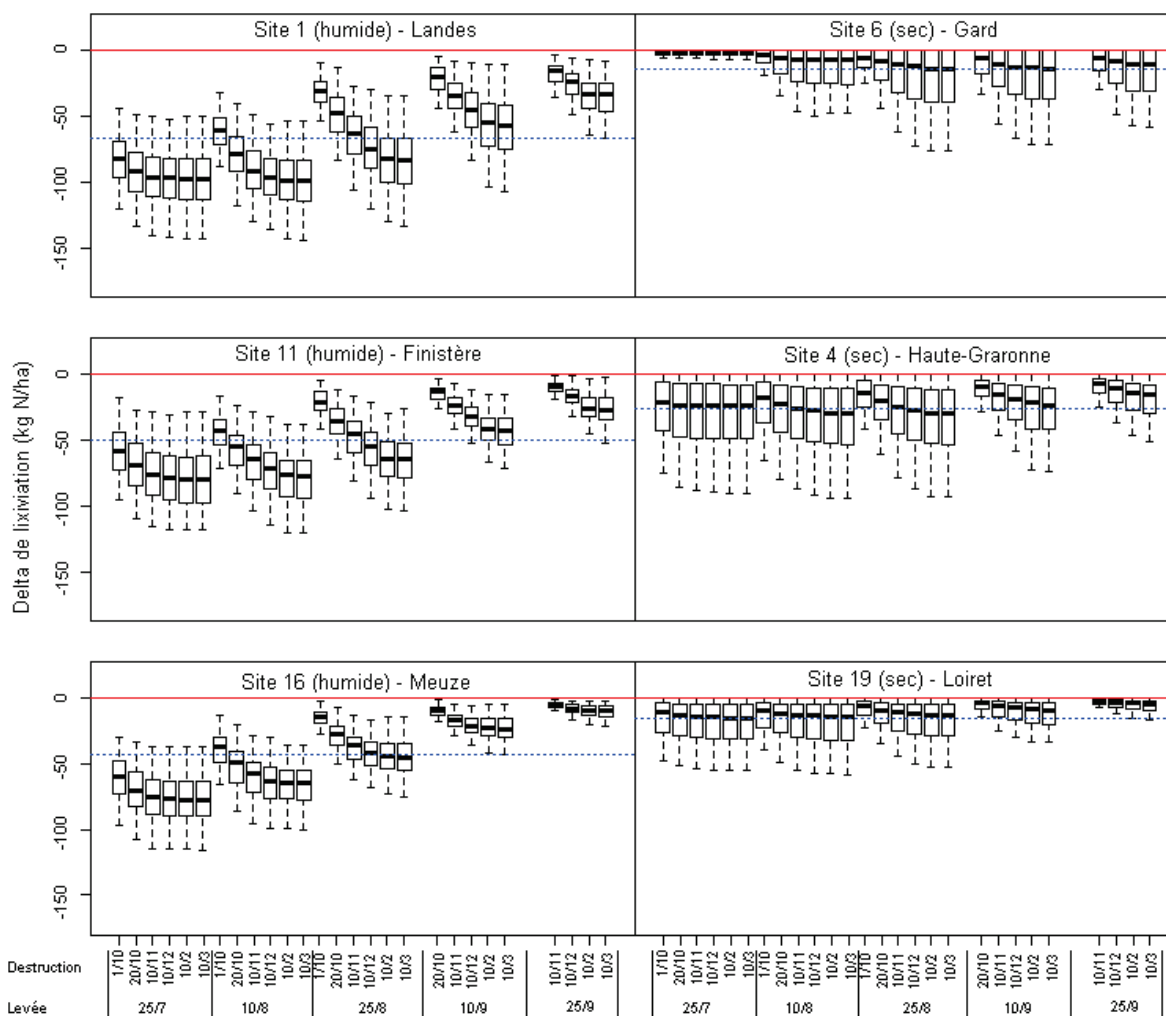 Site 1 (humide) - Landes
Site 6 (sec) - Gard
0
-50
-100
-150
Site 11 (humide) - Finistère
Site 4 (sec) - Haute-Graronne
0
-50
-100
-150
Delta de lixiviation (kg N/ha)
Site 16 (humide) - Meuze
Site 19 (sec) - Loiret
0
-50
-100
-150
Destruction
1/10 20/10 10/11 10/12 10/2 10/3 1/10 20/10 10/11 10/12 10/2 10/3 1/10 20/10 10/11 10/12 10/2 10/3 20/10 10/11 10/12 10/2 10/3 10/11 10/12 10/2 10/3 1/10 20/10 10/11 10/12 10/2 10/3 1/10 20/10 10/11 10/12 10/2 10/3 1/10 20/10 10/11 10/12 10/2 10/3 20/10 10/11 10/12 10/2 10/3 10/11 10/12 10/2 10/3
Levée 25/7 10/8 25/8 10/9 25/9 25/7 10/8 25/8 10/9 25/9